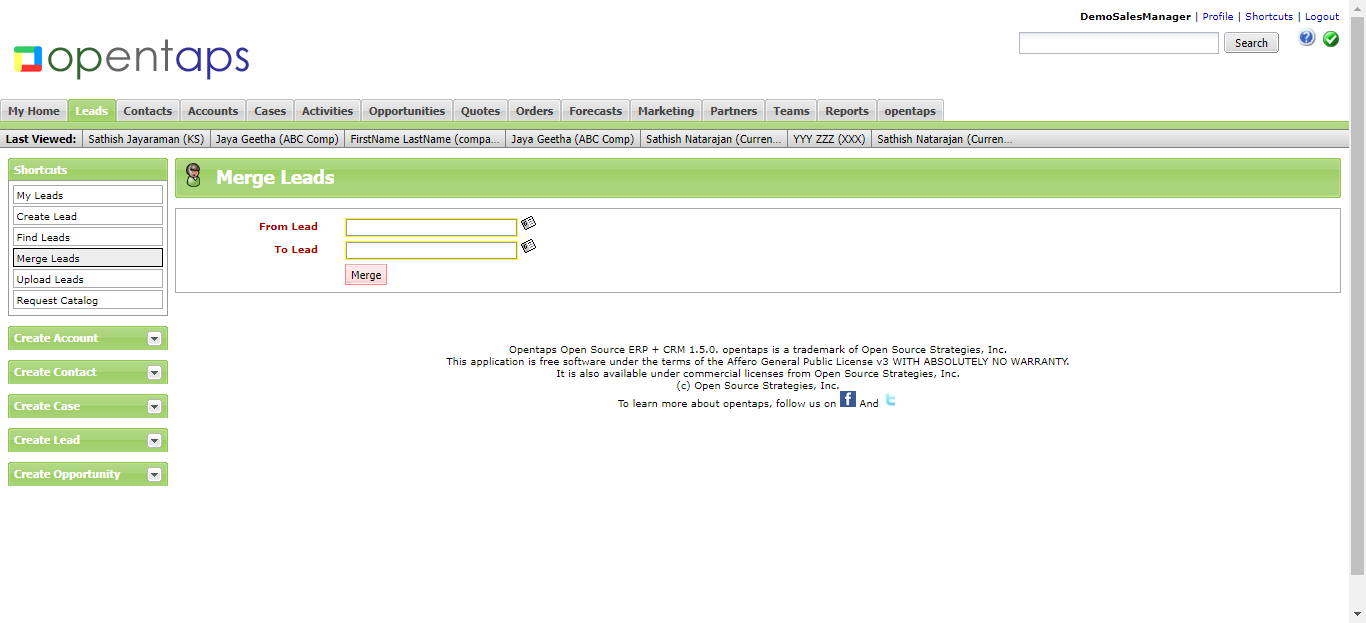 DemoSalesManager | Profile | Shortcuts | Logout
opentaps
Search
My Home Leads Contacts Accounts Cases Activities Opportunities Quotes Orders Forecasts Marketing Partners Teams Reports opentaps
Last Viewed: Sathish Jayaraman (KS) Jaya Geetha (ABC Comp) FirstName LastName (compa... Jaya Geetha (ABC Comp) Sathish Natarajan (Curren... YYY ZZZ (XXX) Sathish Natarajan (Curren...
Shortcuts
My Leads
Create Lead
Find Leads
Merge Leads
Upload Leads
Request Catalog
Create Account
Create Contact
Create Case
Create Lead
Create Opportunity
Merge Leads
From Lead
To Lead
Merge
Opentaps Open Source ERP + CRM 1.5.0. opentaps is a trademark of Open Source Strategies, Inc.
This application is free software under the terms of the Affero General Public License v3 WITH ABSOLUTELY NO WARRANTY.
It is also available under commercial licenses from Open Source Strategies, Inc.
(c) Open Source Strategies, Inc.
To learn more about opentaps, follow us on f And t